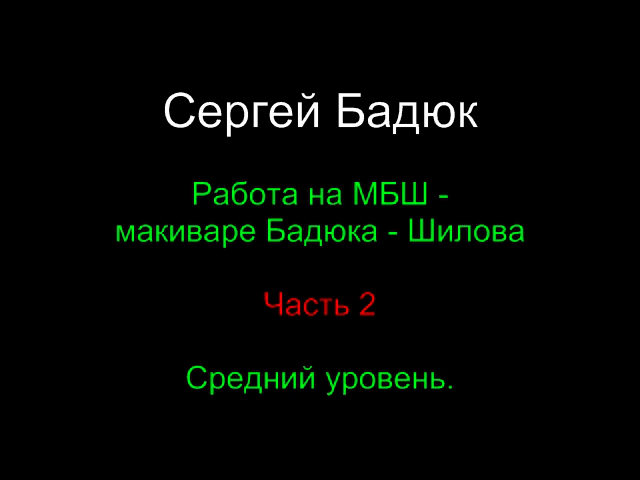 Сергей Бадюк
Работа на МБШ -
макиваре Бадюка - Шилова
Часть 2
Средний уровень.